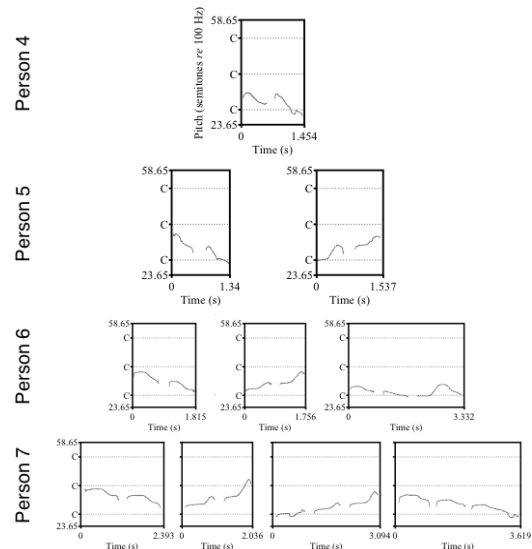 Person 4
Pitch (semitones re 100 Hz)
58.65
C
C
C
23.65
0 1.454
Time (s)
Person 5
58.65 58.65
C C
C C
C C
23.65 23.65
0 1.34 0 1.537
Time (s) Time (s)
Person 6
58.65 58.65 58.65
C C C
C C C
C C C
23.65 23.65 23.65
0 1.815 0 1.756 0 3.332
Time (s) Time (s) Time (s)
Person 7
58.65
C
C
C
23.65
0 2.393 0 2.036 0 3.094 0 3.619
Time (s) Time (s) Time (s) Time (s)